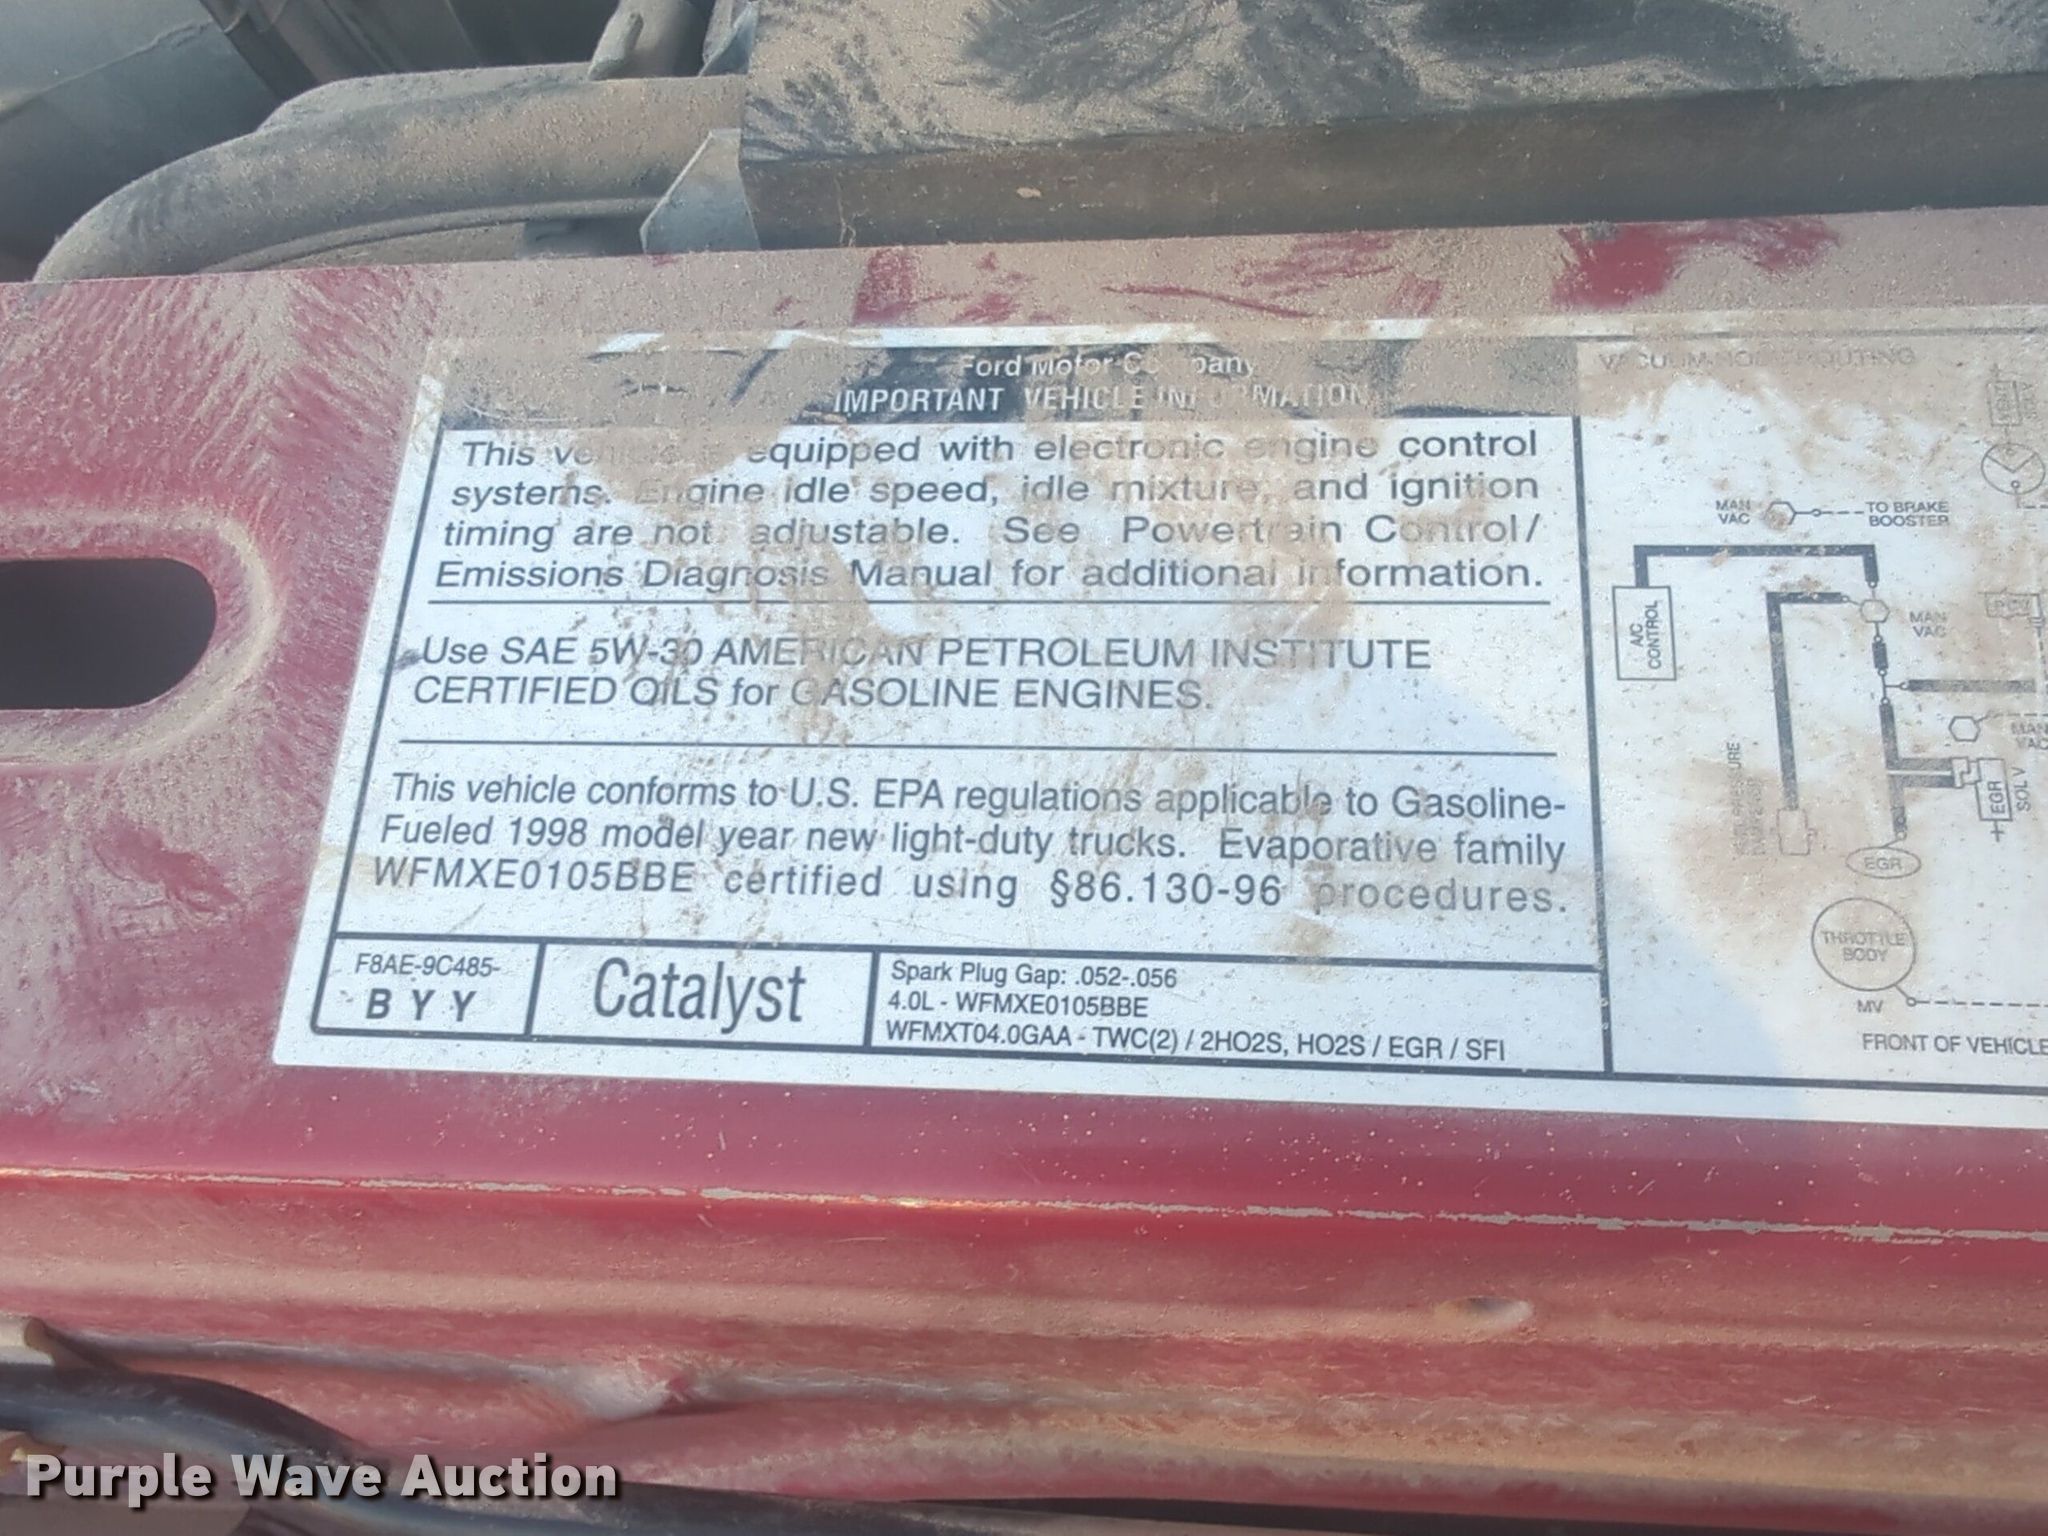 Ford Motor Company
IMPORTANT VEHICLE INFORMATION
This vehicle is equipped with electronic engine control
systems. Engine idle speed, idle mixture, and ignition
timing are not adjustable. See Powertrain Control/
Emissions Diagnosis Manual for additional information.
Use SAE 5W-30 AMERICAN PETROLEUM INSTITUTE
CERTIFIED OILS for GASOLINE ENGINES.
This vehicle conforms to U.S. EPA regulations applicable to Gasoline-
Fueled 1998 model year new light-duty trucks. Evaporative family
WFMXE0105BBE certified using §86.130-96 procedures.
F8AE-9C485-
BYY
Catalyst
Spark Plug Gap: .052-.056
4.0L - WFMXE0105BBE
WFMXT04.0GAA - TWC(2) / 2HO2S, HO2S / EGR / SFI
VACUUM HOSE ROUTING
MAN
VAC
TO BRAKE
BOOSTER
A/C
CONTROL
MAN
VAC
MAN
VAC
EGR
SOL V
EGR
THROTTLE
BODY
MV
FRONT OF VEHICLE
Purple Wave Auction